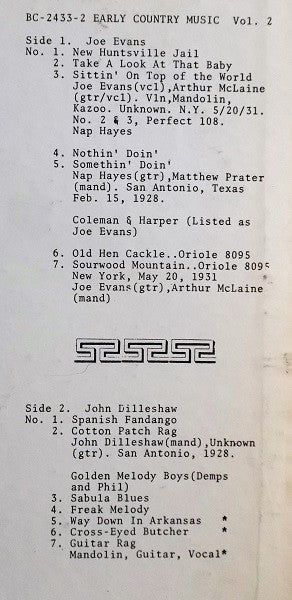 BC-2433-2 EARLY COUNTRY MUSIC Vol. 2
Side 1. Joe Evans
No. 1. New Huntsville Jail
2. Take A Look At That Baby
3. Sittin' On Top of the World
Joe Evans(vcl),Arthur McLaine
(gtr/vcl). Vln,Mandolin,
Kazoo. Unknown. N.Y. 5/20/31.
No. 2 & 3, Perfect 108.
Nap Hayes
4. Nothin' Doin'
5. Somethin' Doin'
Nap Hayes(gtr),Matthew Prater
(mand). San Antonio, Texas
Feb. 15, 1928.
Coleman & Harper (Listed as
Joe Evans)
6. Old Hen Cackle..Oriole 8095
7. Sourwood Mountain..Oriole 8095
New York, May 20, 1931
Joe Evans(gtr),Arthur McLaine
(mand)
Side 2. John Dilleshaw
No. 1. Spanish Fandango
2. Cotton Patch Rag
John Dilleshaw(mand),Unknown
(gtr). San Antonio, 1928.
Golden Melody Boys(Demps
and Phil)
3. Sabula Blues
4. Freak Melody
5. Way Down In Arkansas *
6. Cross-Eyed Butcher *
7. Guitar Rag
Mandolin, Guitar, Vocal*